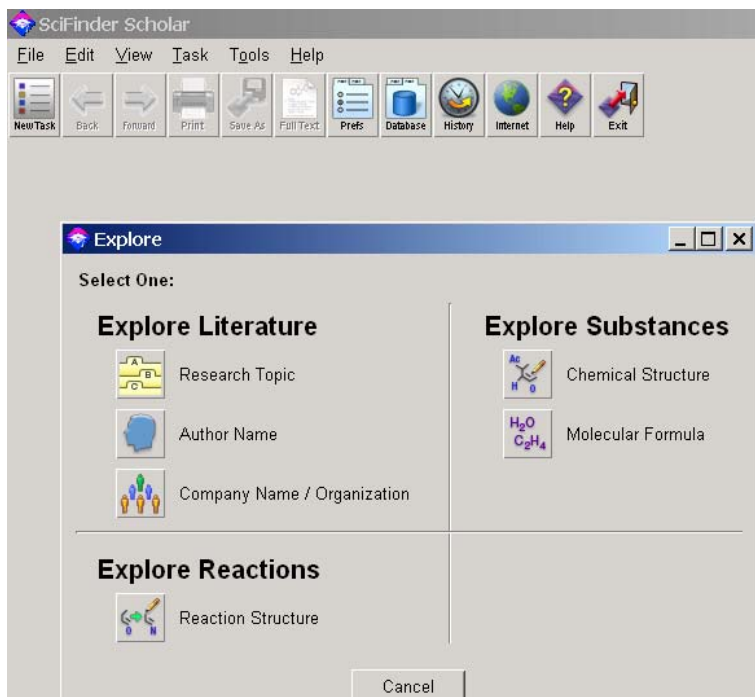 SciFinder Scholar
File Edit View Task Tools Help
New Task Back Forward Print Save As Full Text Prefs Database History Internet Help Exit
Explore
Select One:
Explore Literature
A
B
C
Research Topic
Author Name
Company Name / Organization
Explore Substances
Ac
H O
Chemical Structure
H₂O
C₂H₄
Molecular Formula
Explore Reactions
O N
Reaction Structure
Cancel